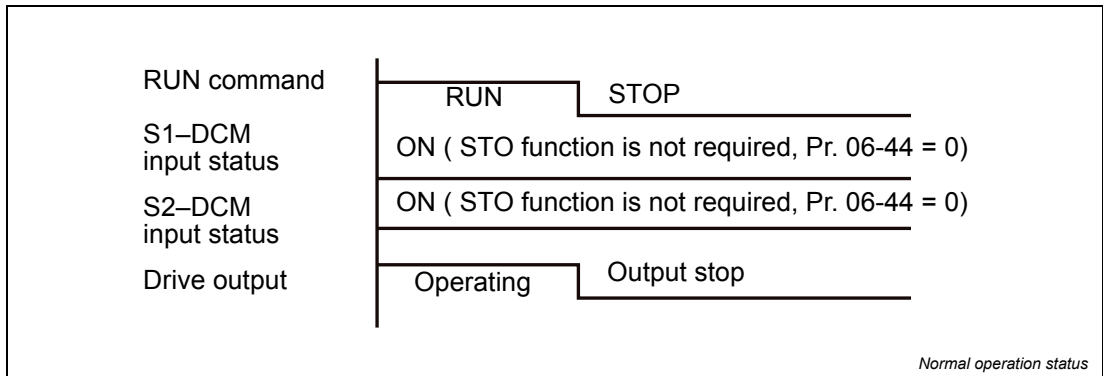 RUN command
RUN
STOP
S1–DCM
input status
ON ( STO function is not required, Pr. 06-44 = 0)
S2–DCM
input status
ON ( STO function is not required, Pr. 06-44 = 0)
Drive output
Operating
Output stop
Normal operation status